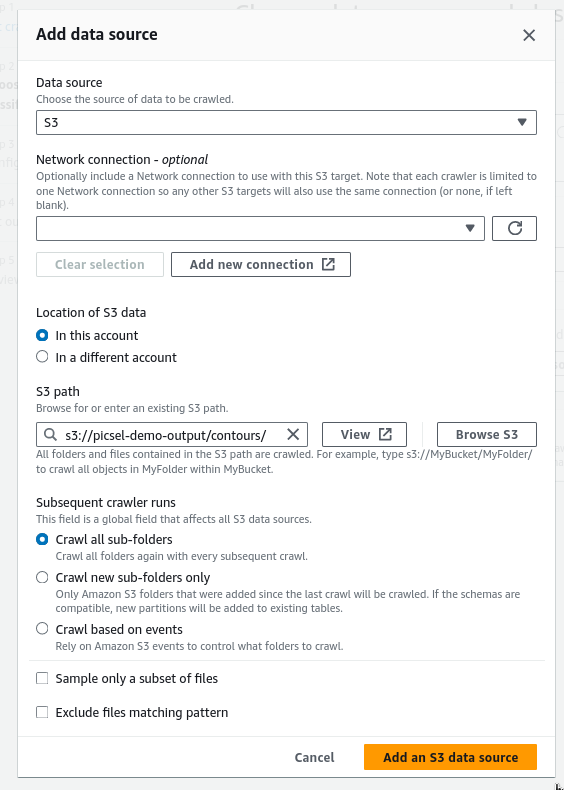 Add data source
Data source
Choose the source of data to be crawled.
S3
Network connection - optional
Optionally include a Network connection to use with this S3 target. Note that each crawler is limited to
one Network connection so any other S3 targets will also use the same connection (or none, if left
blank).
Clear selection
Add new connection
Location of S3 data
In this account
In a different account
S3 path
Browse for or enter an existing S3 path.
s3://picsel-demo-output/contours/
View
Browse S3
All folders and files contained in the S3 path are crawled. For example, type s3://MyBucket/MyFolder/
to crawl all objects in MyFolder within MyBucket.
Subsequent crawler runs
This field is a global field that affects all S3 data sources.
Crawl all sub-folders
Crawl all folders again with every subsequent crawl.
Crawl new sub-folders only
Only Amazon S3 folders that were added since the last crawl will be crawled. If the schemas are
compatible, new partitions will be added to existing tables.
Crawl based on events
Rely on Amazon S3 events to control what folders to crawl.
Sample only a subset of files
Exclude files matching pattern
Cancel
Add an S3 data source